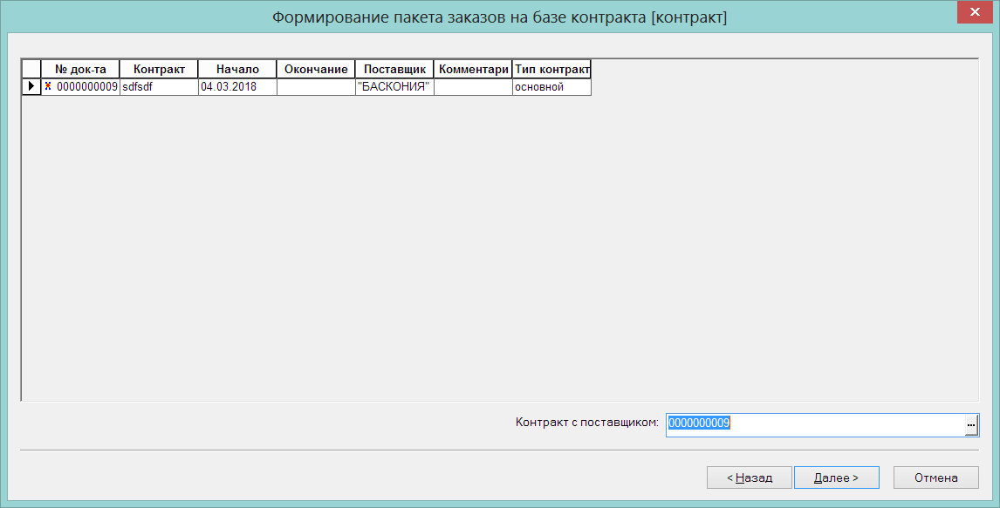 Формирование пакета заказов на базе контракта [контракт]
№ док-та Контракт Начало Окончание Поставщик Комментари Тип контракт
0000000009 sdfsdf 04.03.2018 "БАСКОНИЯ" основной
Контракт с поставщиком: 0000000009 ...
< Назад Далее > Отмена